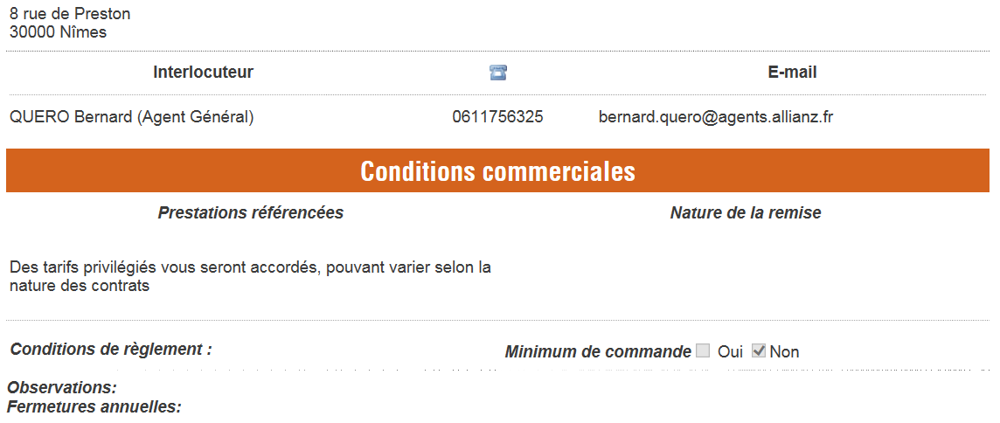 8 rue de Preston
30000 Nîmes
Interlocuteur E-mail
QUERO Bernard (Agent Général) 0611756325 bernard.quero@agents.allianz.fr
Conditions commerciales
Prestations référencées Nature de la remise
Des tarifs privilégiés vous seront accordés, pouvant varier selon la
nature des contrats
Conditions de règlement : Minimum de commande Oui Non
Observations:
Fermetures annuelles: